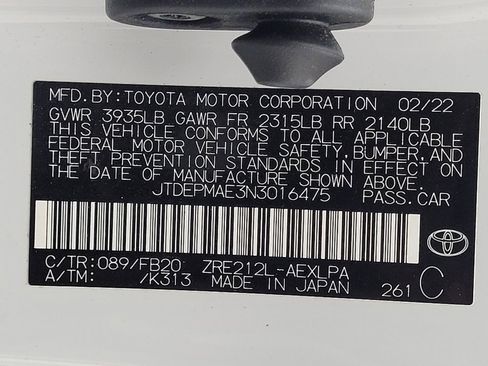 MFD.BY:TOYOTA MOTOR CORPORATION 02/22
GVWR 3935LB GAWR FR 2315LB RR 2140LB
THIS VEHICLE CONFORMS TO ALL APPLICABLE
FEDERAL MOTOR VEHICLE SAFETY,BUMPER,AND
THEFT PREVENTION STANDARDS IN EFFECT ON
THE DATE OF MANUFACTURE SHOWN ABOVE.
JTDEPMAE3N3016475 PASS.CAR
C/TR:089/FB20 ZRE212L-AEXLPA
A/TM: /K313 MADE IN JAPAN 261 C